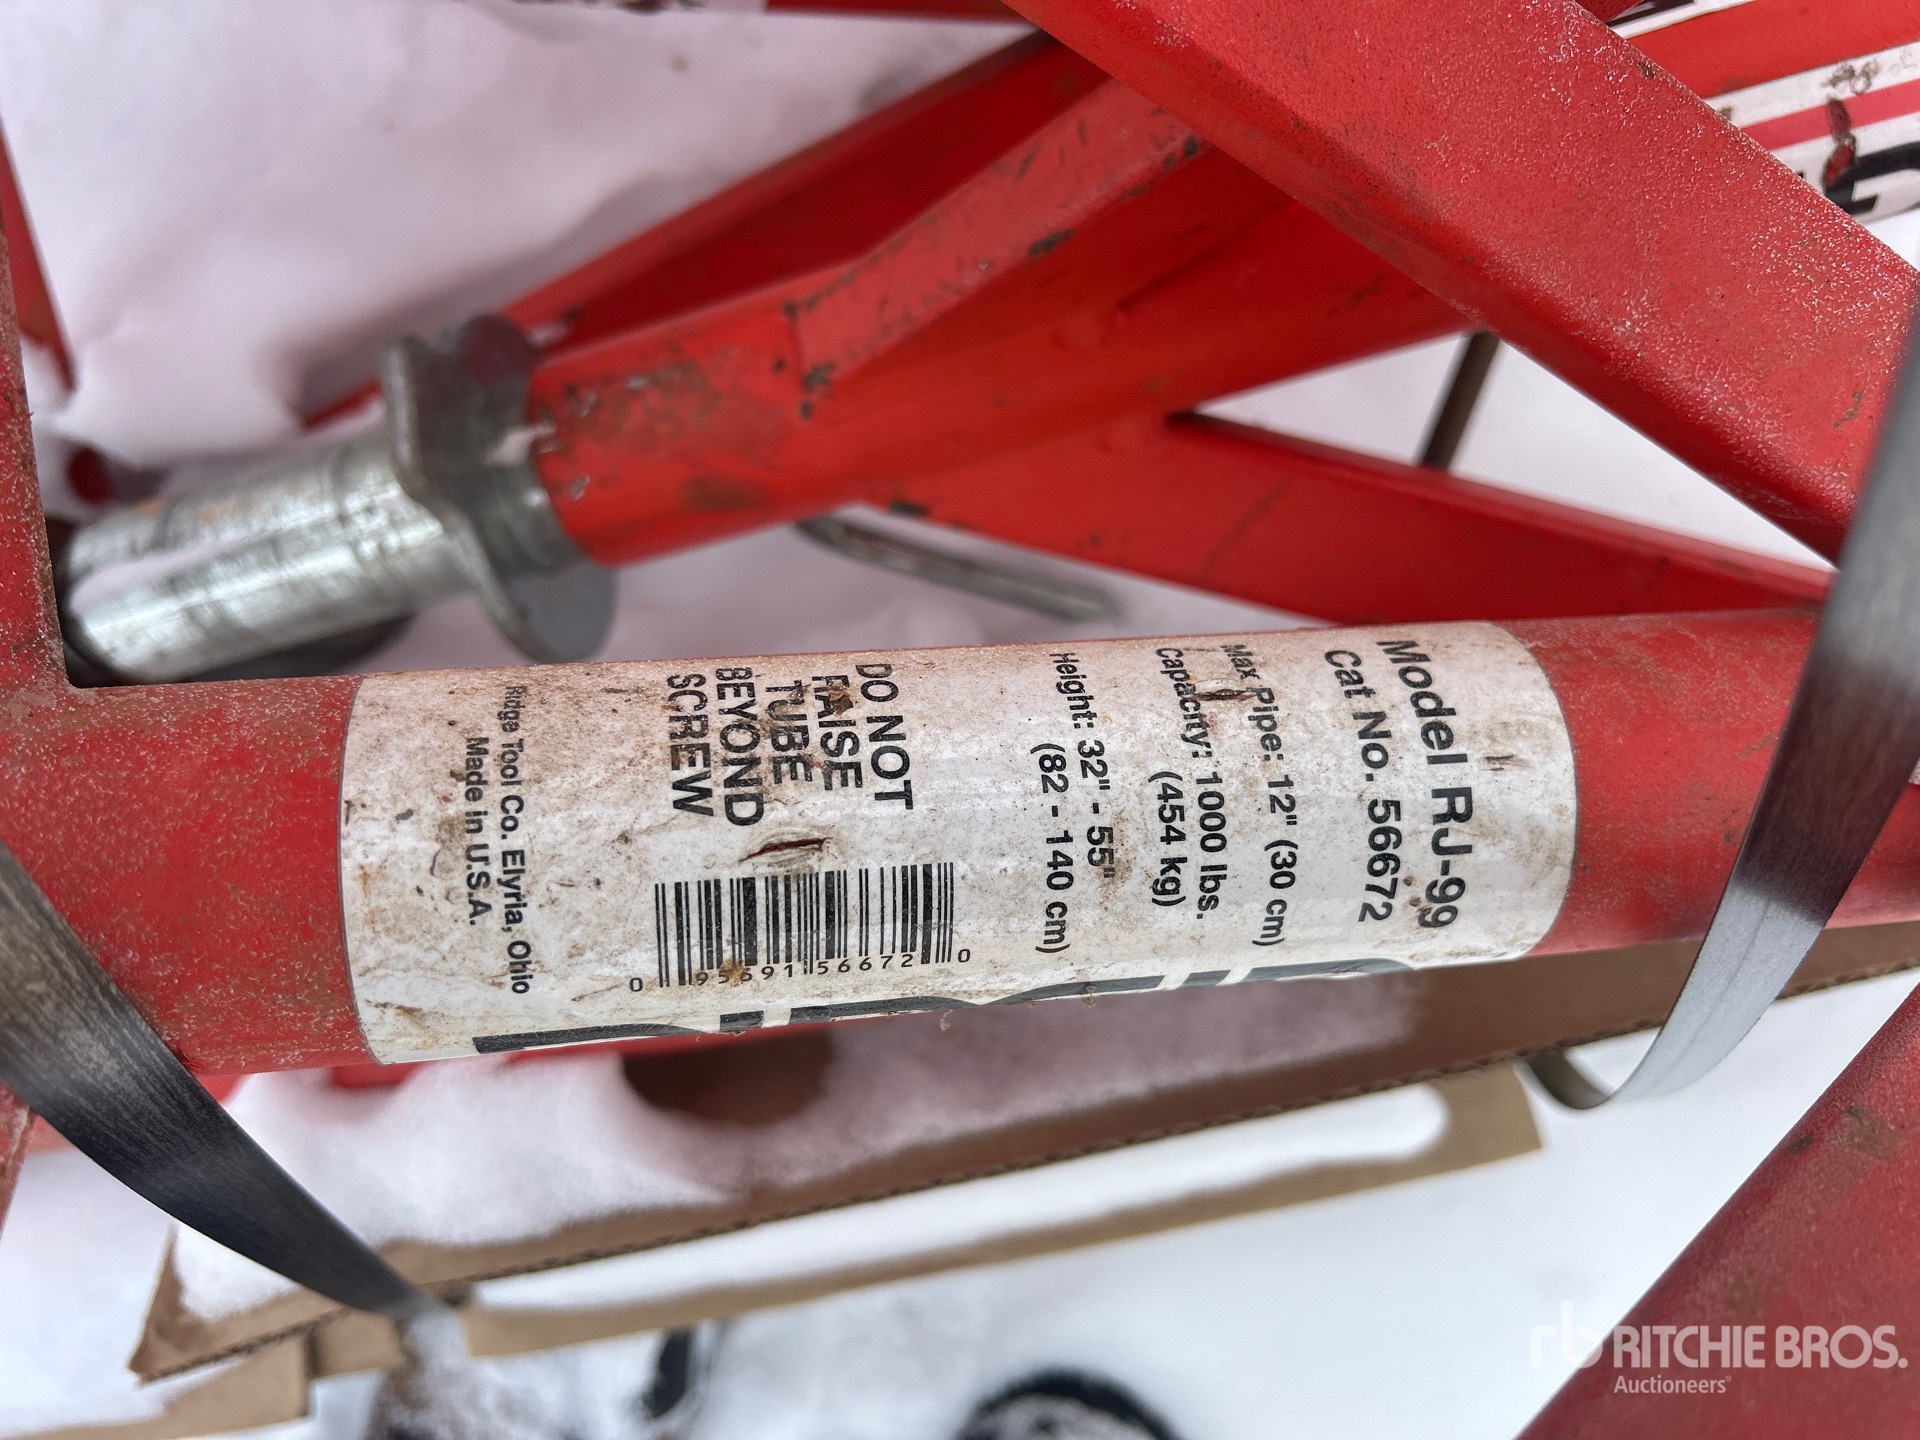 Model RJ-99
Cat No. 56672
Max Pipe: 12" (30 cm)
Capacity: 1000 lbs.
(454 kg)
Height: 32" - 55"
(82 - 140 cm)
DO NOT
RAISE
TUBE
BEYOND
SCREW
0 95691 56672 0
Ridge Tool Co. Elyria, Ohio
Made in U.S.A.
rb RITCHIE BROS.
Auctioneers